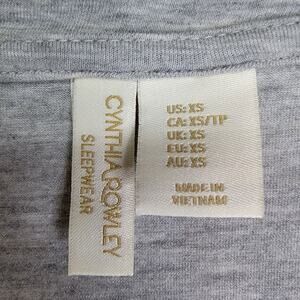 CYNTHIA ROWLEY
SLEEPWEAR
US: XS
CA: XS/TP
UK: XS
EU: XS
AU: XS
MADE IN
VIETNAM